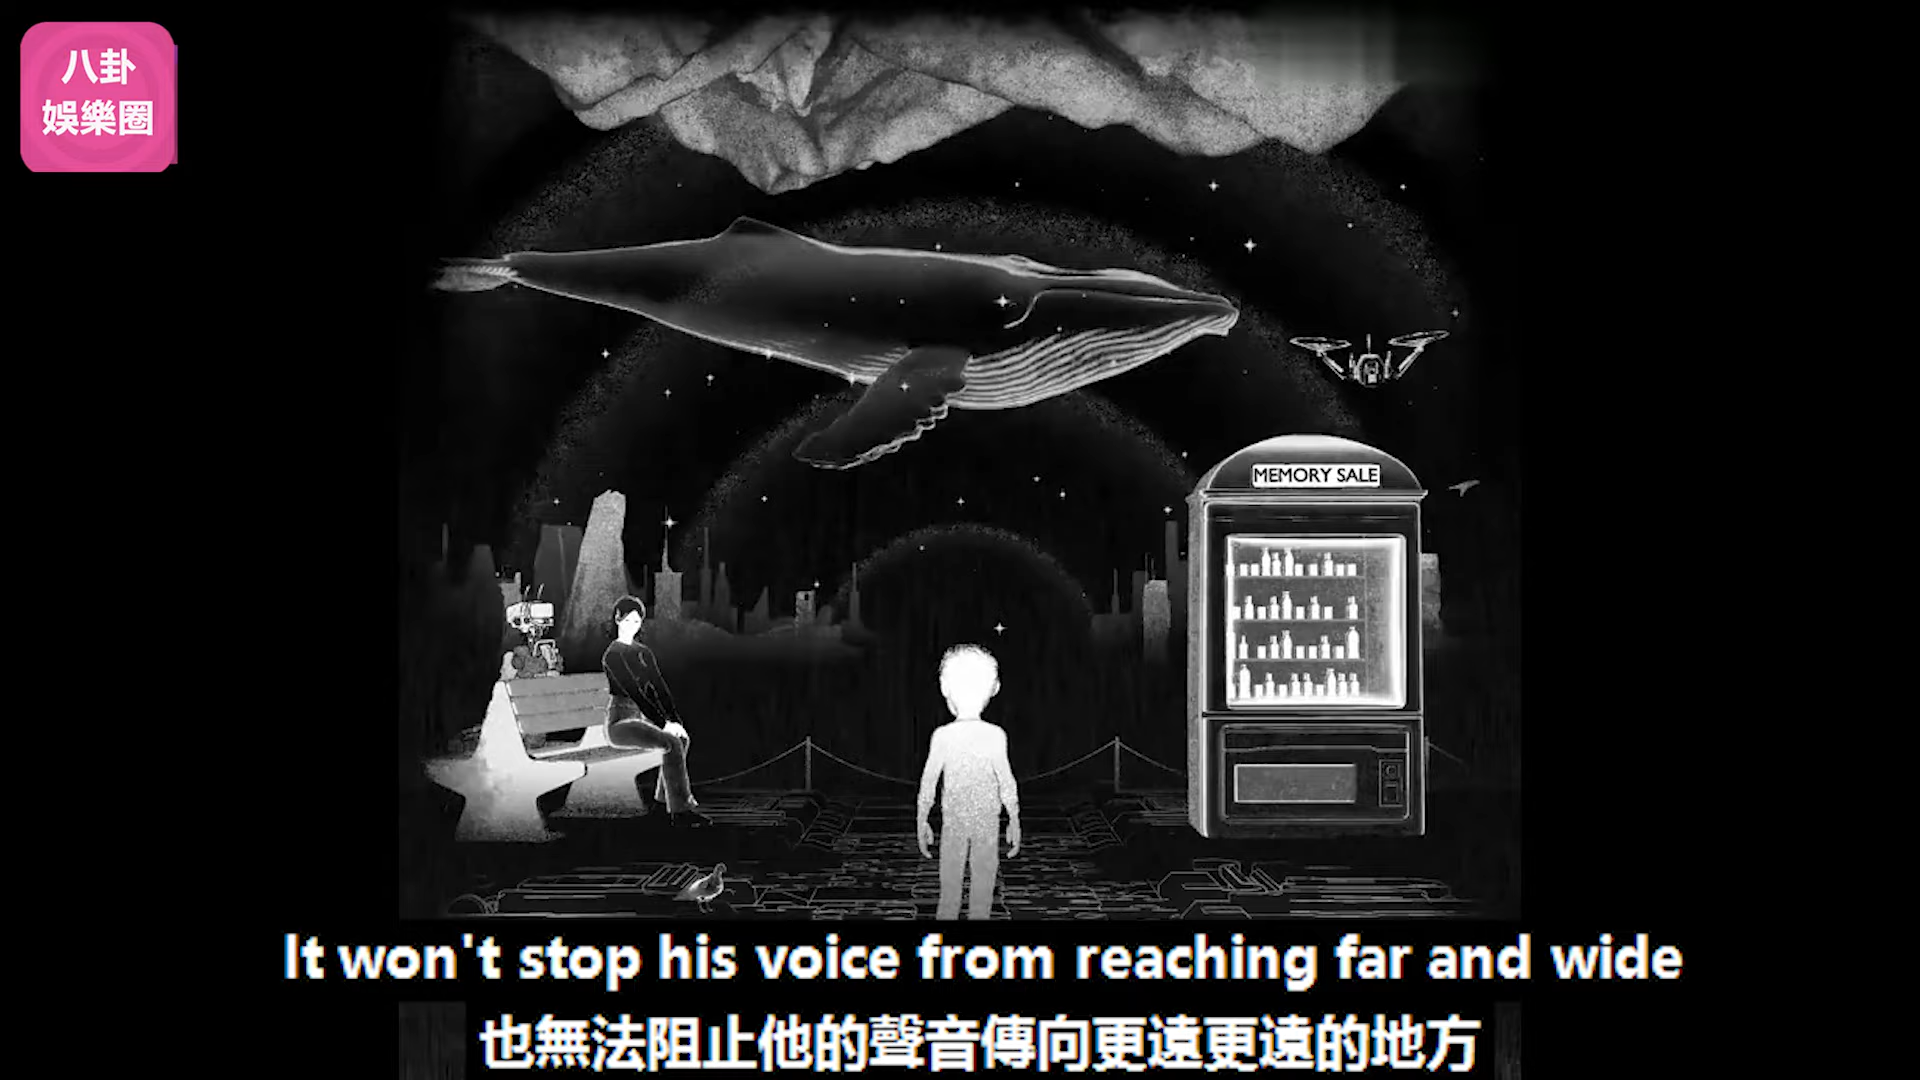 八卦
娛樂圈
MEMORY SALE
It won't stop his voice from reaching far and wide
也無法阻止他的聲音傳向更遠更遠的地方